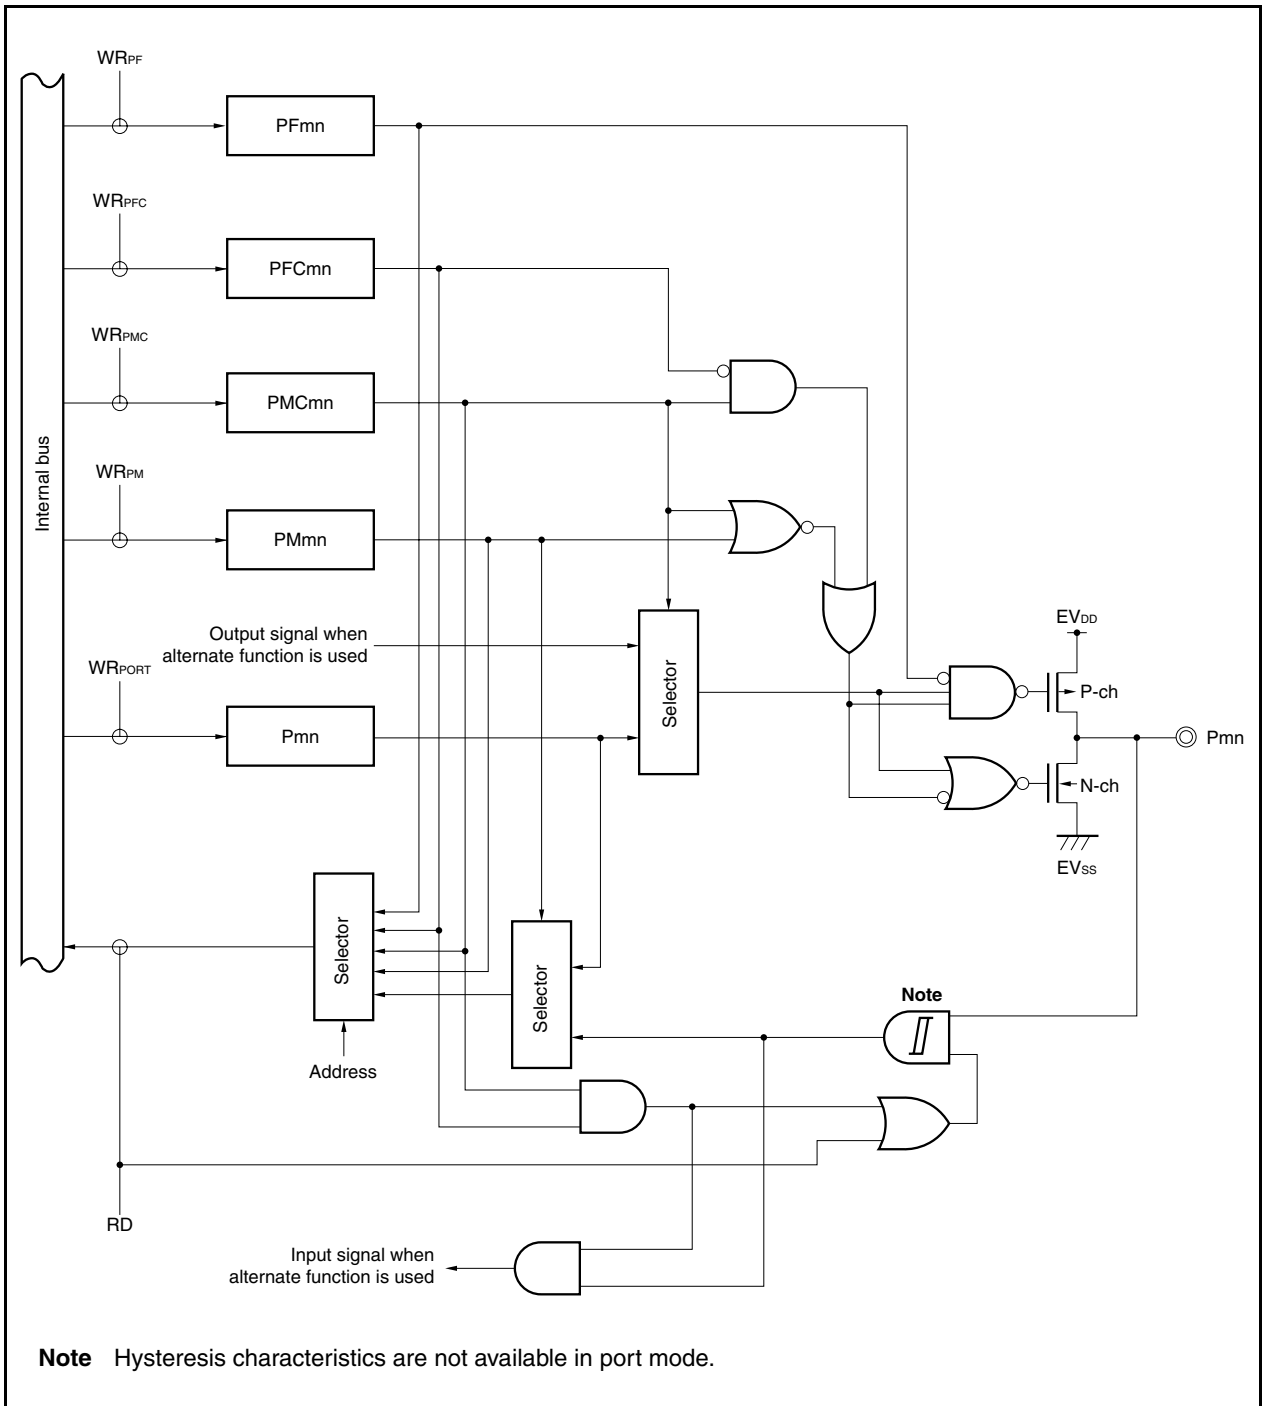 WRPF
PFmn
WRPFC
PFCmn
WRPMC
PMCmn
Internal bus
WRPM
PMmn
Output signal when
alternate function is used
EVDD
WRPORT
Selector
P-ch
Pmn
Pmn
N-ch
EVSS
Selector
Selector
Note
Address
RD
Input signal when
alternate function is used
Note Hysteresis characteristics are not available in port mode.